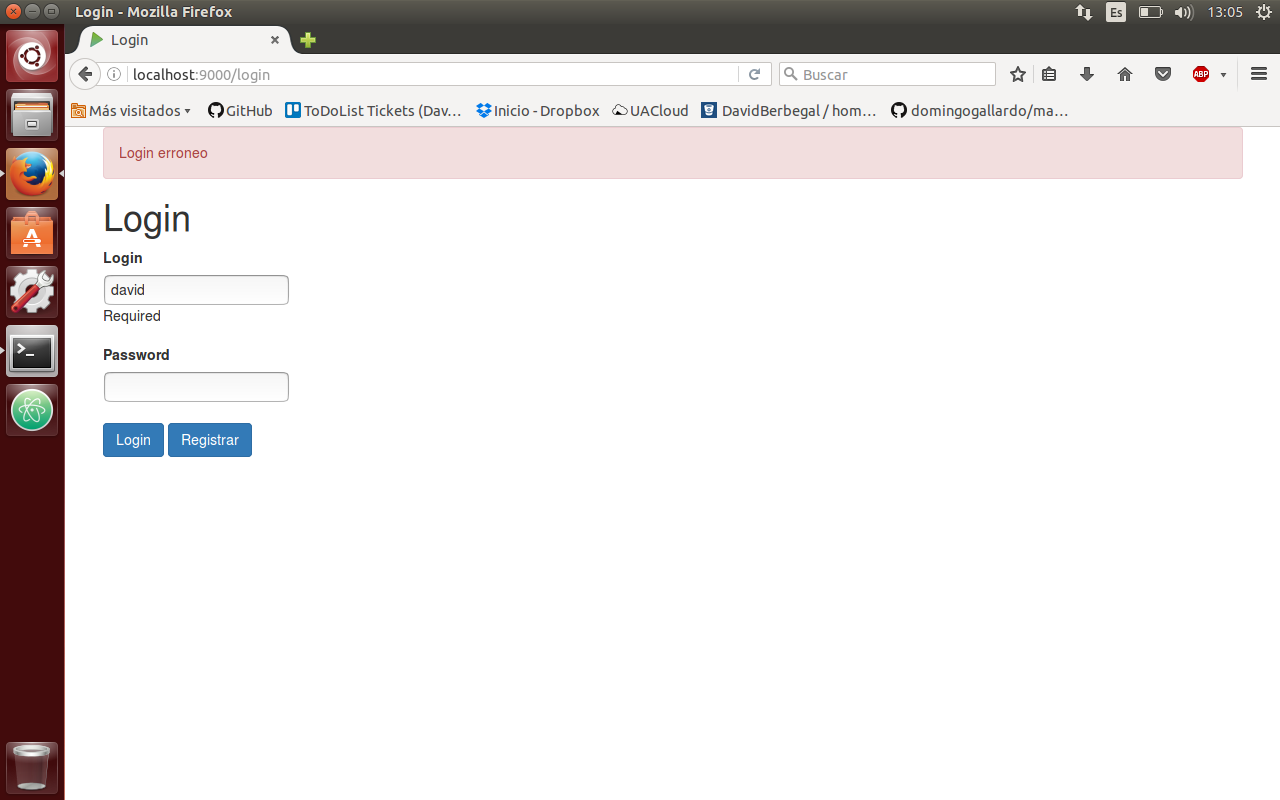 Login - Mozilla Firefox
Es
13:05
Login
localhost:9000/login
Buscar
ABP
Más visitados
GitHub
ToDoList Tickets (Dav…
Inicio - Dropbox
UACloud
DavidBerbegal / hom…
domingogallardo/ma…
Login erroneo
Login
Login
david
Required
Password
Login
Registrar